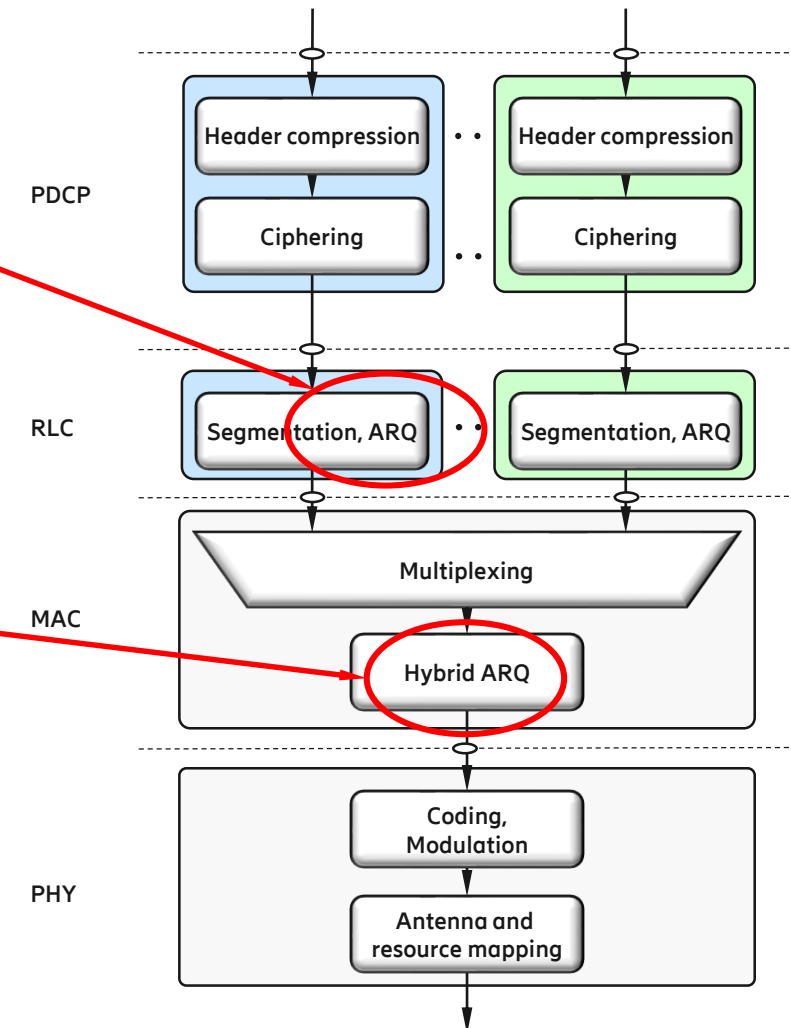 PDCP
Header compression
Header compression
Ciphering
Ciphering
RLC
Segmentation, ARQ
Segmentation, ARQ
MAC
Multiplexing
Hybrid ARQ
PHY
Coding,
Modulation
Antenna and
resource mapping